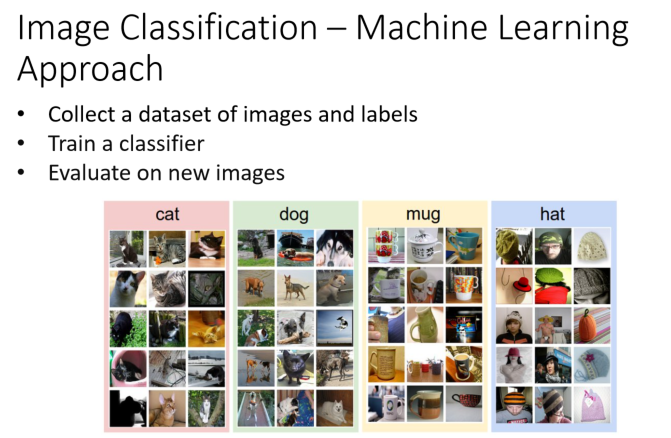 Image Classification – Machine Learning
Approach
• Collect a dataset of images and labels
• Train a classifier
• Evaluate on new images
cat
dog
mug
hat